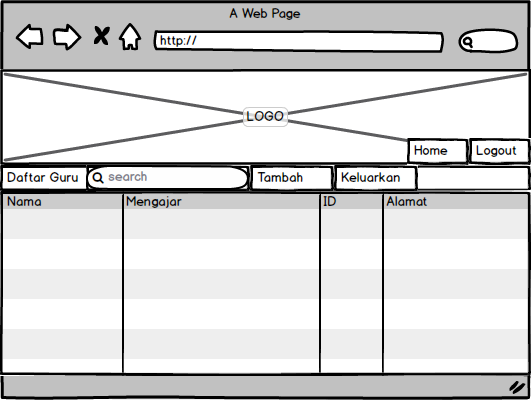 A Web Page
http://
LOGO
Home Logout
Daftar Guru search Tambah Keluarkan
Nama Mengajar ID Alamat